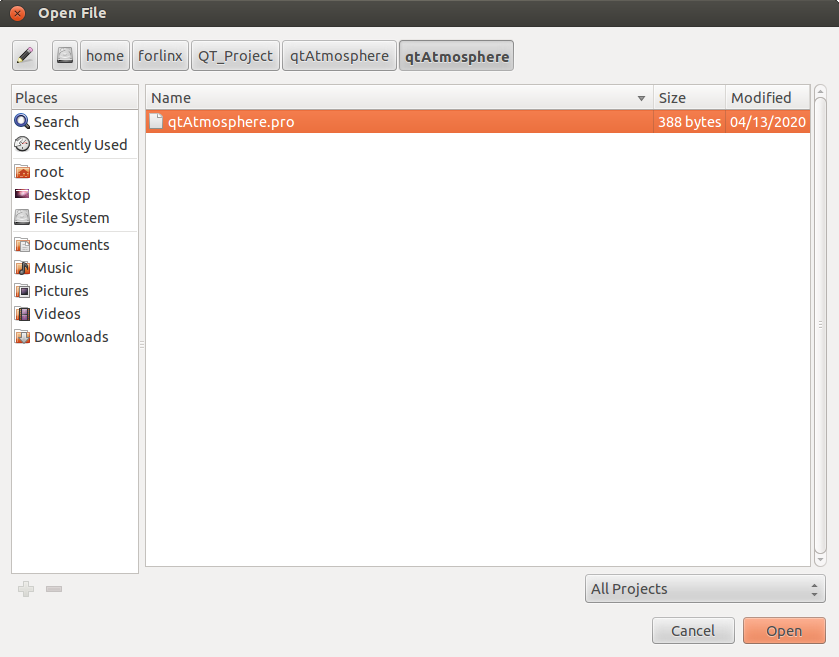 Open File
home forlinx QT_Project qtAtmosphere qtAtmosphere
Places
Search
Recently Used
root
Desktop
File System
Documents
Music
Pictures
Videos
Downloads
Name Size Modified
qtAtmosphere.pro 388 bytes 04/13/2020
All Projects
Cancel Open